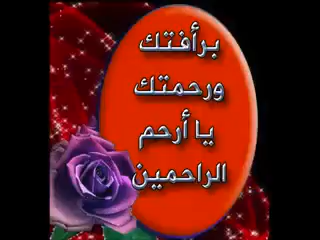 برأفتك
ورحمتك
يا أرحم
الراحمين